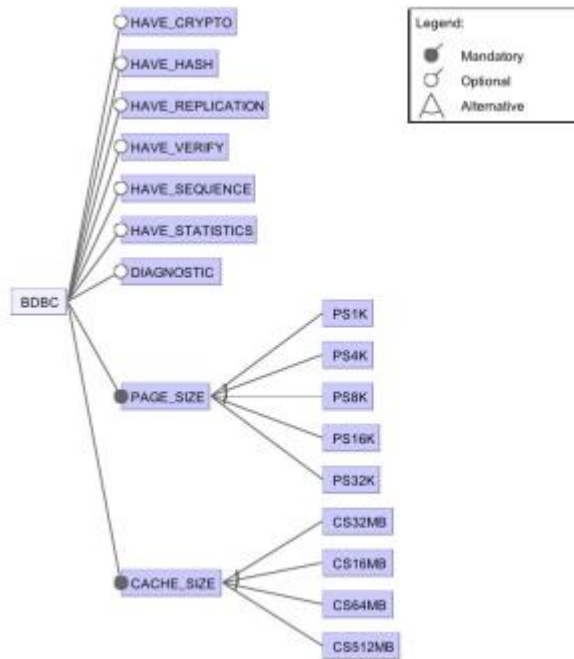 HAVE_CRYPTO
HAVE_HASH
HAVE_REPLICATION
HAVE_VERIFY
HAVE_SEQUENCE
HAVE_STATISTICS
DIAGNOSTIC
BDBC
PAGE_SIZE
PS1K
PS4K
PS8K
PS16K
PS32K
CACHE_SIZE
CS32MB
CS16MB
CS64MB
CS512MB
Legend:
Mandatory
Optional
Alternative